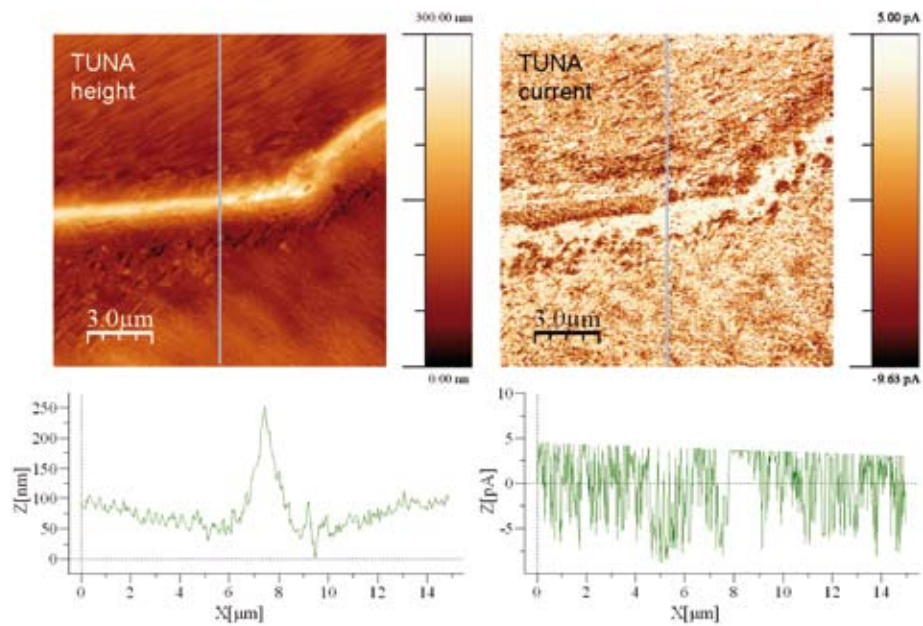 300.00 nm
TUNA
height
3.0µm
0.00 nm
5.00 pA
TUNA
current
3.0µm
-9.63 pA
250
200
150
100
50
0
Z[nm]
0 2 4 6 8 10 12 14
X[µm]
10
5
0
-5
Z[pA]
0 2 4 6 8 10 12 14
X[µm]